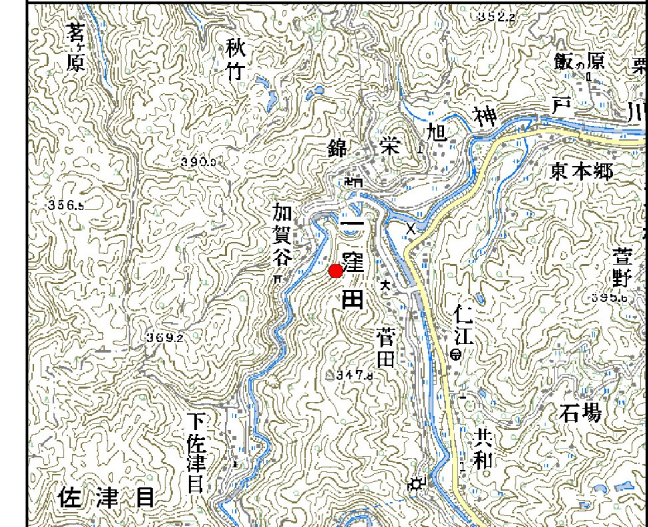 352.2
茗ヶ原
秋竹
飯の原
栗
神戸川
旭
錦
栄
390.0
東本郷
356.5
加賀谷
一窪田
萱野
395.6
仁江
369.2
菅田
347.8
下佐津目
石場
共和
佐津目